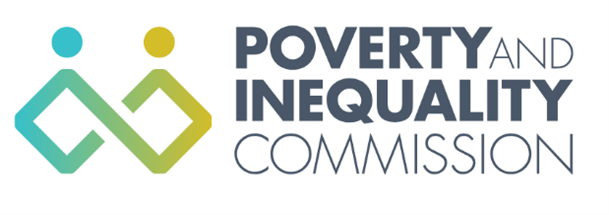 POVERTY AND
INEQUALITY
COMMISSION